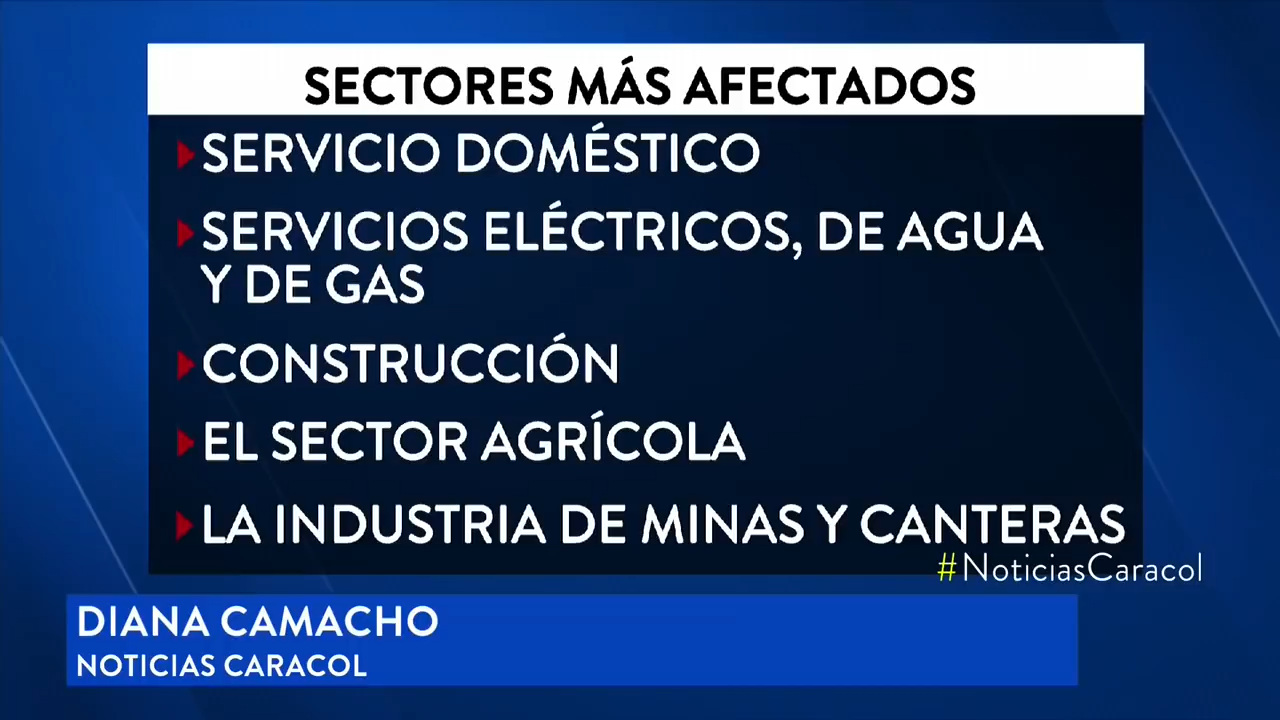 SECTORES MÁS AFECTADOS
SERVICIO DOMÉSTICO
SERVICIOS ELÉCTRICOS, DE AGUA
Y DE GAS
CONSTRUCCIÓN
EL SECTOR AGRÍCOLA
LA INDUSTRIA DE MINAS Y CANTERAS
#NoticiasCaracol
DIANA CAMACHO
NOTICIAS CARACOL